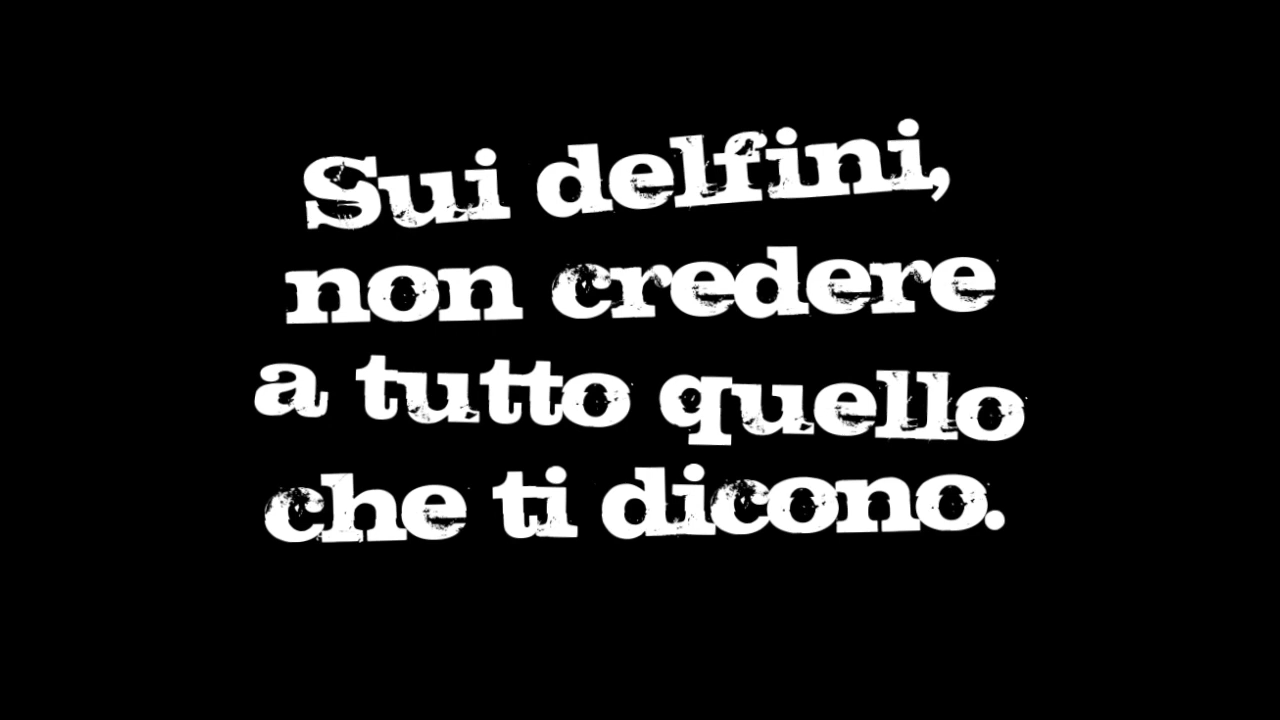 Sui delfini,
non credere
a tutto quello
che ti dicono.